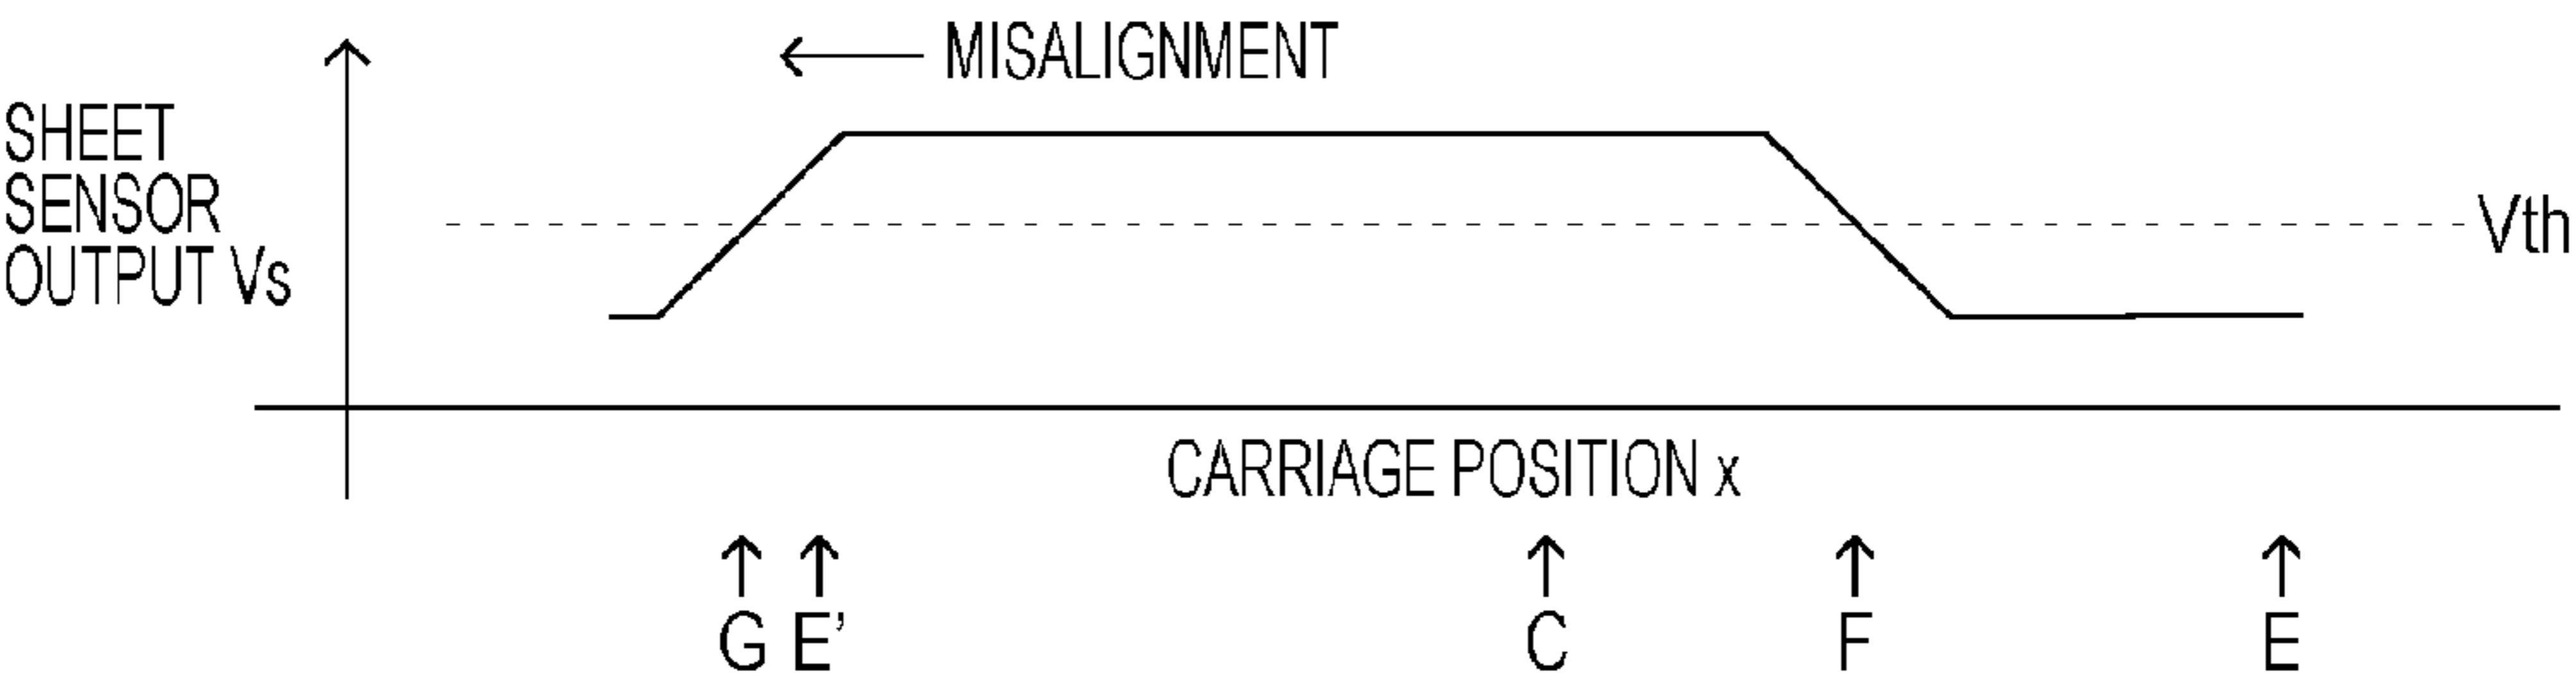 MISALIGNMENT
SHEET
SENSOR
OUTPUT Vs
Vth
CARRIAGE POSITION x
G E’ C F E